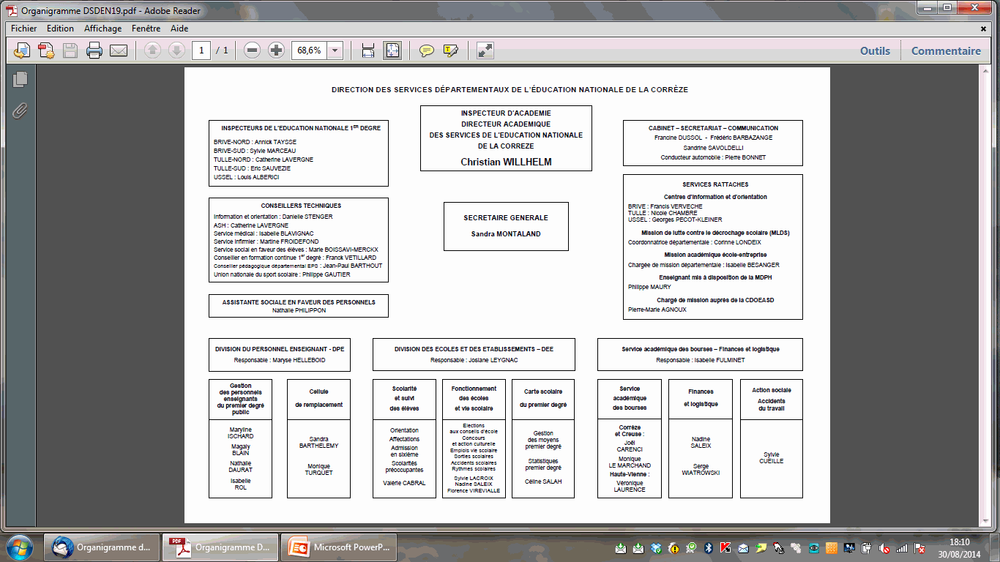 Organigramme DSDEN19.pdf - Adobe Reader
Fichier Edition Affichage Fenêtre Aide
1 / 1 68,6% Outils Commentaire
DIRECTION DES SERVICES DÉPARTEMENTAUX DE L'ÉDUCATION NATIONALE DE LA CORRÈZE
INSPECTEURS DE L'EDUCATION NATIONALE 1ER DEGRE
BRIVE-NORD : Annick TAYSSE
BRIVE-SUD : Sylvie MARCEAU
TULLE-NORD : Catherine LAVERGNE
TULLE-SUD : Eric SAUVEZIE
USSEL : Louis ALBERICI
INSPECTEUR D'ACADEMIE
DIRECTEUR ACADEMIQUE
DES SERVICES DE L'EDUCATION NATIONALE
DE LA CORREZE
Christian WILLHELM
CABINET – SECRETARIAT – COMMUNICATION
Francine DUSSOL - Frédéric BARBAZANGE
Sandrine SAVOLDELLI
Conducteur automobile : Pierre BONNET
CONSEILLERS TECHNIQUES
Information et orientation : Danielle STENGER
ASH : Catherine LAVERGNE
Service médical : Isabelle BLAVIGNAC
Service infirmier : Martine FROIDEFOND
Service social en faveur des élèves : Marie BOISSAVI-MERCKX
Conseiller en formation continue 1er degré : Franck VETILLARD
Conseiller pédagogique départemental EPS : Jean-Paul BARTHOUT
Union nationale du sport scolaire : Philippe GAUTIER
SECRETAIRE GENERALE
Sandra MONTALAND
SERVICES RATTACHES
Centres d'information et d'orientation
BRIVE : Francis VERVECHE
TULLE : Nicole CHAMBRE
USSEL : Georges PECOT-KLEINER
Mission de lutte contre le décrochage scolaire (MLDS)
Coordonnatrice départementale : Corinne LONDEIX
Mission académique école-entreprise
Chargée de mission départementale : Isabelle BESANGER
Enseignant mis à disposition de la MDPH
Philippe MAURY
Chargé de mission auprès de la CDOEASD
Pierre-Marie AGNOUX
ASSISTANTE SOCIALE EN FAVEUR DES PERSONNELS
Nathalie PHILIPPON
DIVISION DU PERSONNEL ENSEIGNANT - DPE
Responsable : Maryse HELLEBOID
DIVISION DES ECOLES ET DES ETABLISSEMENTS – DEE
Responsable : Josiane LEYGNAC
Service académique des bourses – Finances et logistique
Responsable : Isabelle FULMINET
Gestion
des personnels
enseignants
du premier degré
public
Maryline
ISCHARD
Magaly
BLAIN
Nathalie
DAURAT
Isabelle
ROL
Cellule
de remplacement
Sandra
BARTHELEMY
Monique
TURQUET
Scolarité
et suivi
des élèves
Orientation
Affectations
Admission
en sixième
Scolarités
préoccupantes
Valérie CABRAL
Fonctionnement
des écoles
et vie scolaire
Elections
aux conseils d'école
Concours
et action culturelle
Emplois vie scolaire
Sorties scolaires
Accidents scolaires
Rythmes scolaires
Sylvie LACROIX
Nadine SALEIX
Florence VIREVIALLE
Carte scolaire
du premier degré
Gestion
des moyens
premier degré
Statistiques
premier degré
Céline SALAH
Service
académique
des bourses
Corrèze
et Creuse :
Joël
CARENCI
Monique
LE MARCHAND
Haute-Vienne :
Véronique
LAURENCE
Finances
et logistique
Nadine
SALEIX
Serge
WIATROWSKI
Action sociale
Accidents
du travail
Sylvie
CUEILLE
Organigramme d... Organigramme D... Microsoft PowerP...
18:10
30/08/2014